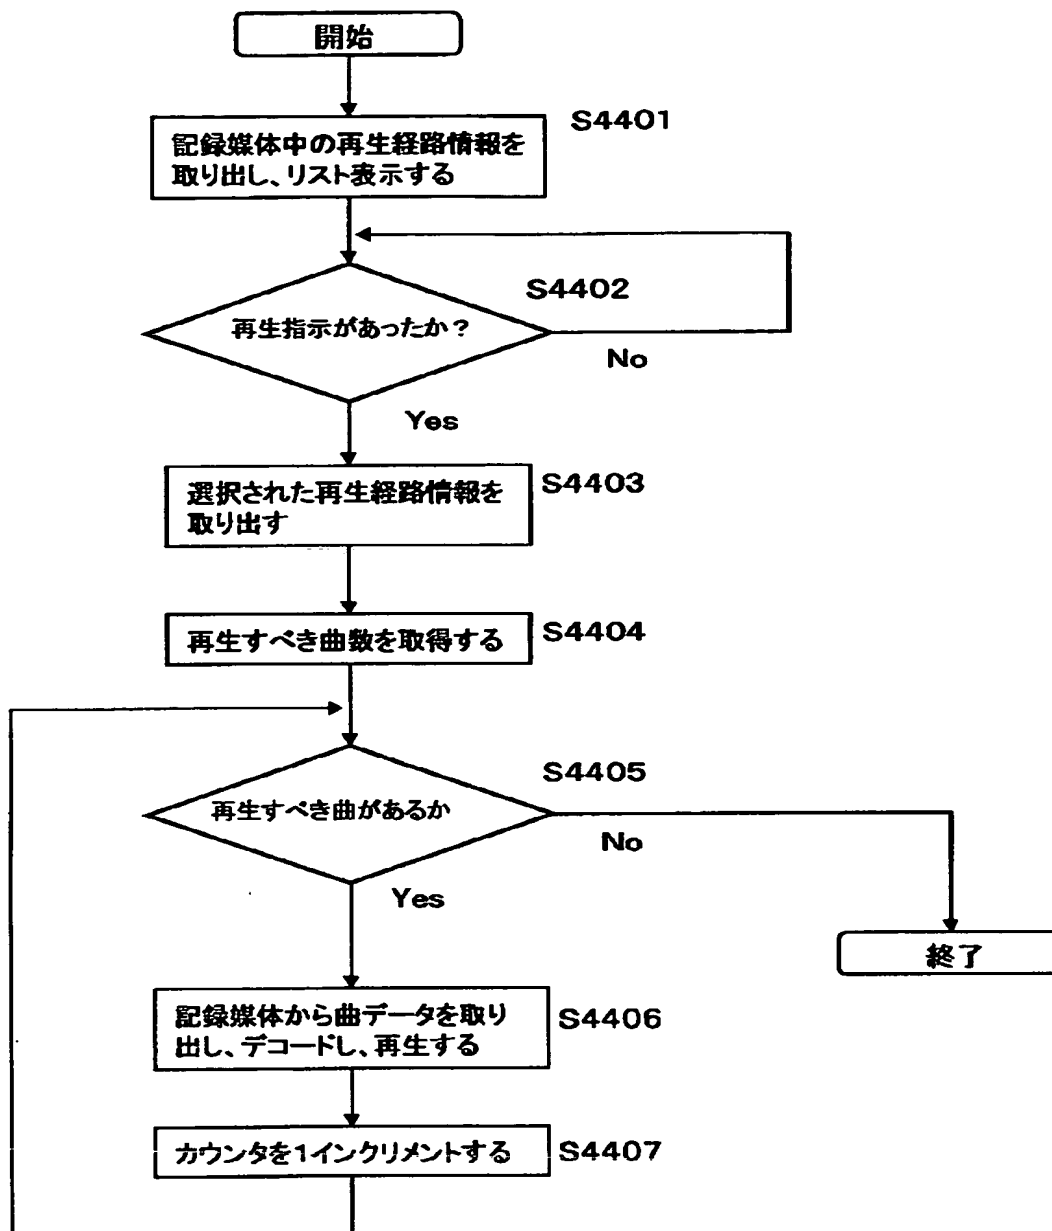 開始
S4401
記録媒体中の再生経路情報を
取り出し、リスト表示する
S4402
再生指示があったか?
No
Yes
S4403
選択された再生経路情報を
取り出す
S4404
再生すべき曲数を取得する
S4405
再生すべき曲があるか
No
Yes
終了
記録媒体から曲データを取り
出し、デコードし、再生する
S4406
カウンタを1インクリメントする
S4407